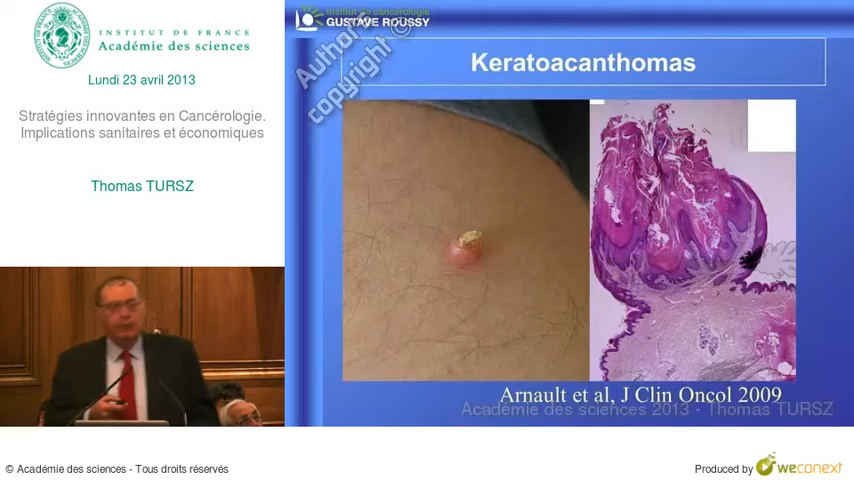 INSTITUT DE FRANCE
Académie des sciences
Lundi 23 avril 2013
Stratégies innovantes en Cancérologie.
Implications sanitaires et économiques
Thomas TURSZ
institut de cancérologie
GUSTAVE ROUSSY
Author's
copyright ©
Keratoacanthomas
Arnault et al, J Clin Oncol 2009
Académie des sciences 2013 - Thomas TURSZ
© Académie des sciences - Tous droits réservés
Produced by weconext